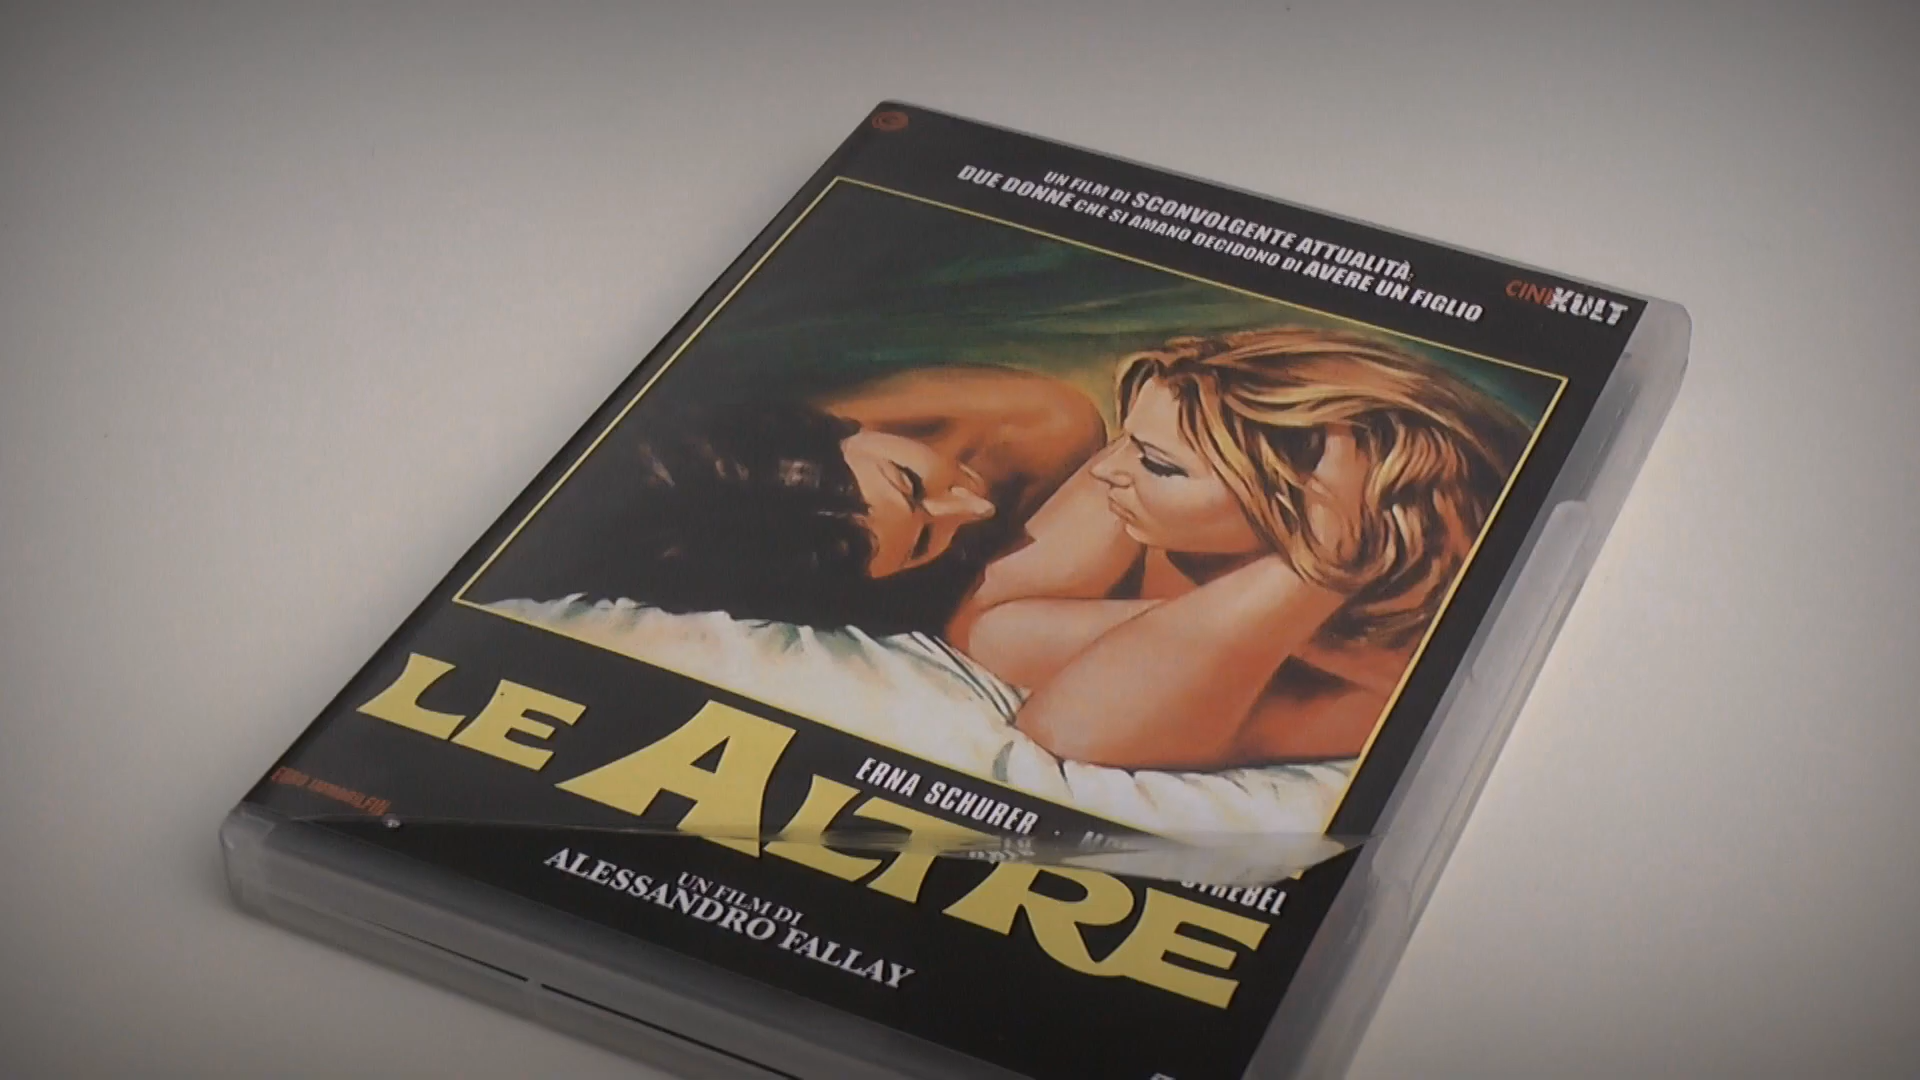 UN FILM DI SCONVOLGENTE ATTUALITÀ:
DUE DONNE CHE SI AMANO DECIDONO DI AVERE UN FIGLIO
CINEKULT
LE ALTRE
ERNA SCHURER · STREBEL
UN FILM DI
ALESSANDRO FALLAY